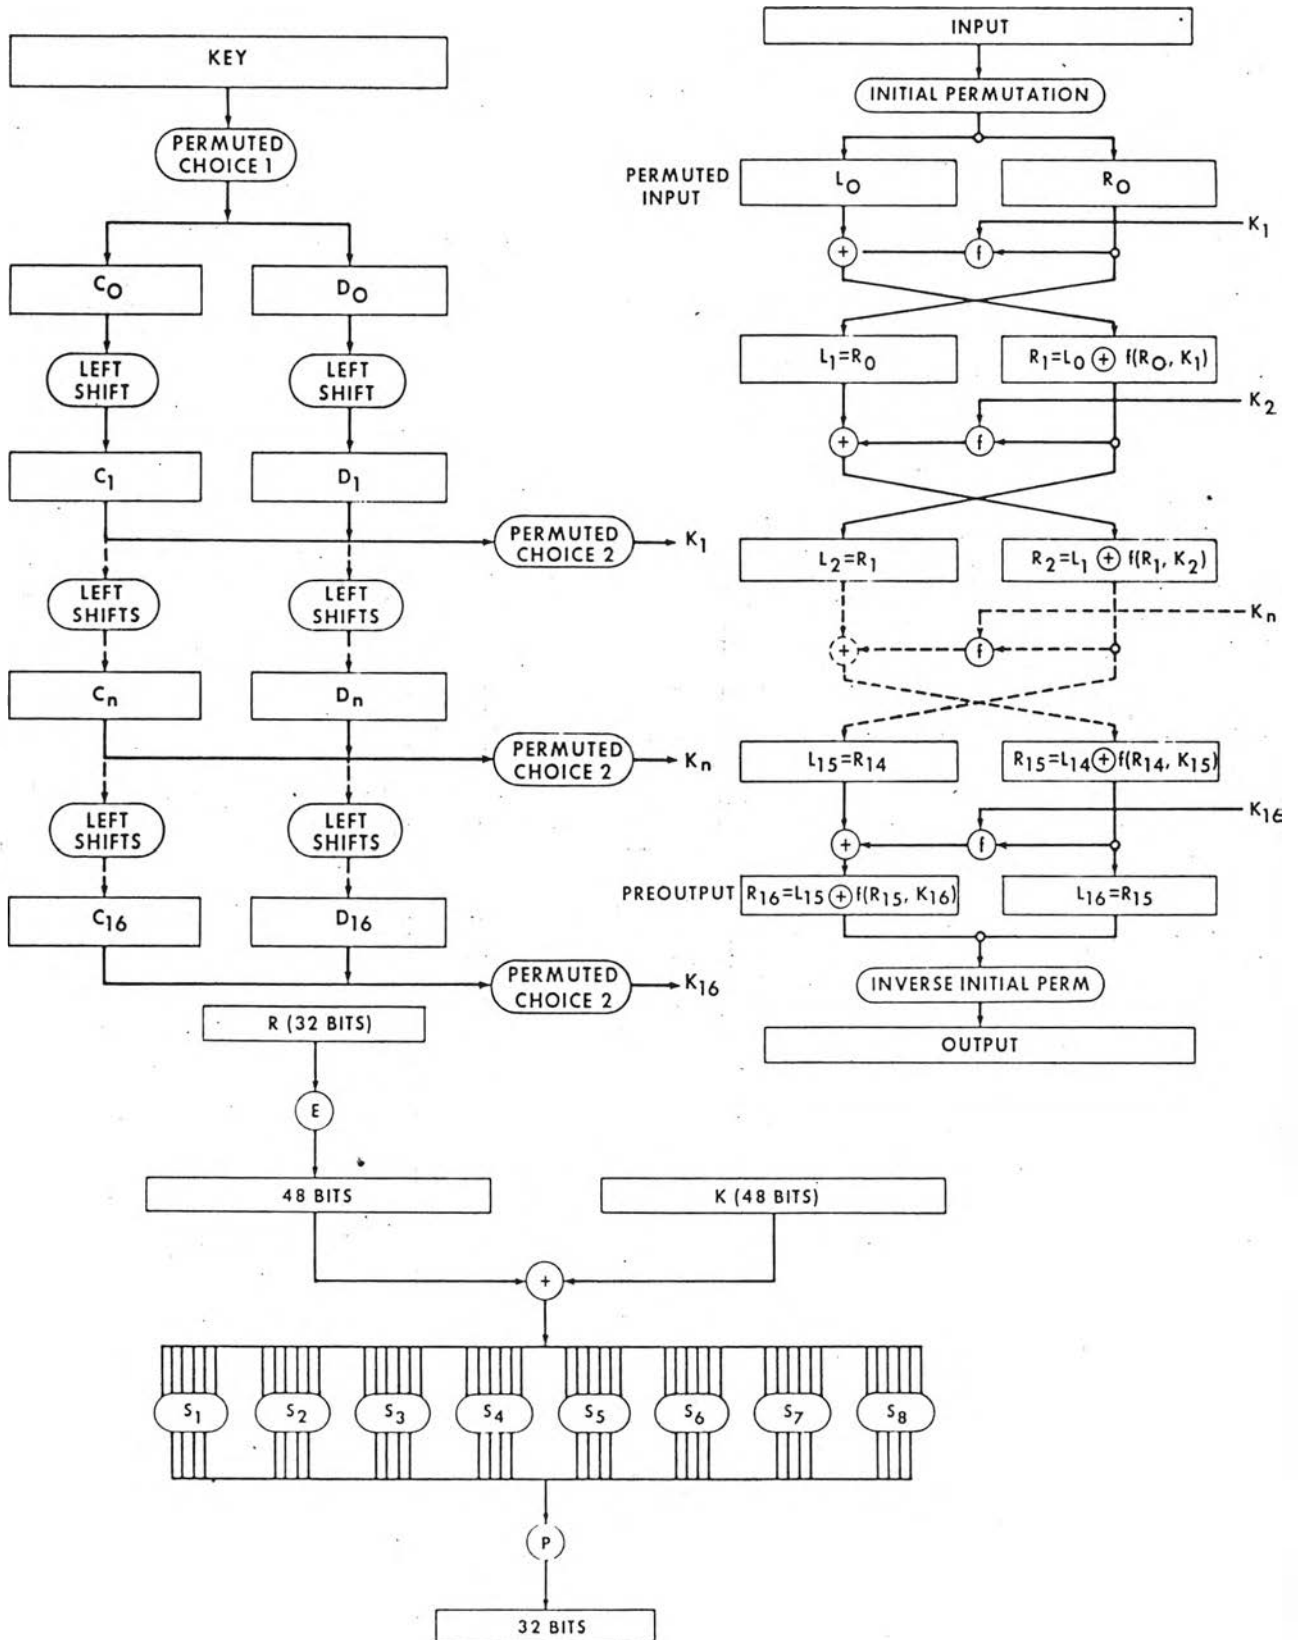 KEY
PERMUTED
CHOICE 1
C0
D0
LEFT
SHIFT
LEFT
SHIFT
C1
D1
PERMUTED
CHOICE 2
K1
LEFT
SHIFTS
LEFT
SHIFTS
Cn
Dn
PERMUTED
CHOICE 2
Kn
LEFT
SHIFTS
LEFT
SHIFTS
C16
D16
PERMUTED
CHOICE 2
K16
INPUT
INITIAL PERMUTATION
PERMUTED
INPUT
L0
R0
K1
+
f
L1=R0
R1=L0 ⊕ f(R0, K1)
K2
+
f
L2=R1
R2=L1 ⊕ f(R1, K2)
Kn
+
f
L15=R14
R15=L14 ⊕ f(R14, K15)
K16
+
f
PREOUTPUT
R16=L15 ⊕ f(R15, K16)
L16=R15
INVERSE INITIAL PERM
OUTPUT
R (32 BITS)
E
48 BITS
K (48 BITS)
+
S1
S2
S3
S4
S5
S6
S7
S8
P
32 BITS